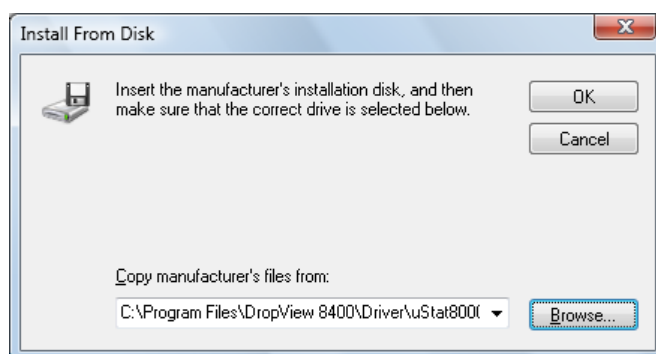 Install From Disk
Insert the manufacturer's installation disk, and then
make sure that the correct drive is selected below.
OK
Cancel
Copy manufacturer's files from:
C:\Program Files\DropView 8400\Driver\uStat800
Browse...